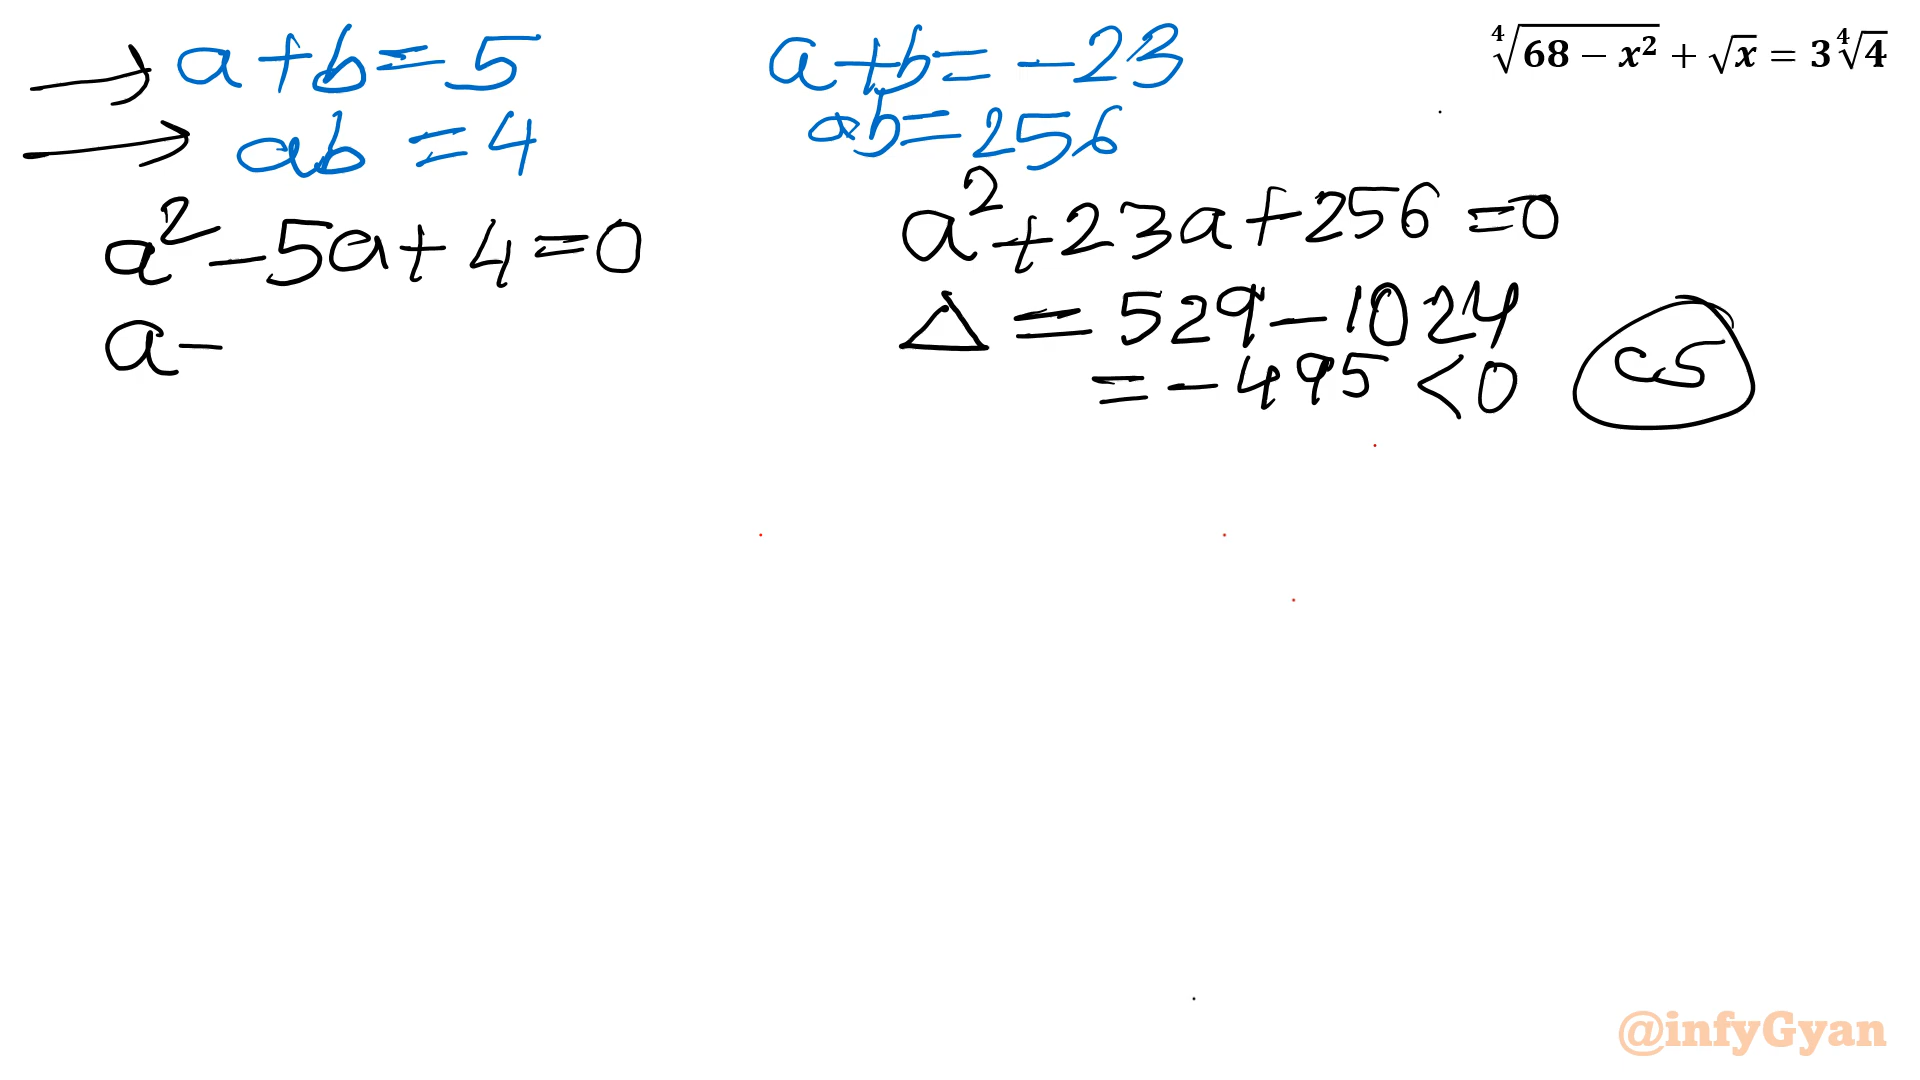 → a+b=5
→ ab=4
a²-5a+4=0
a-
a+b=-23
ab=256
a²+23a+256=0
Δ=529-1024
=-495<0
CS
∜(68 − x²) + √x = 3∜4
@infyGyan